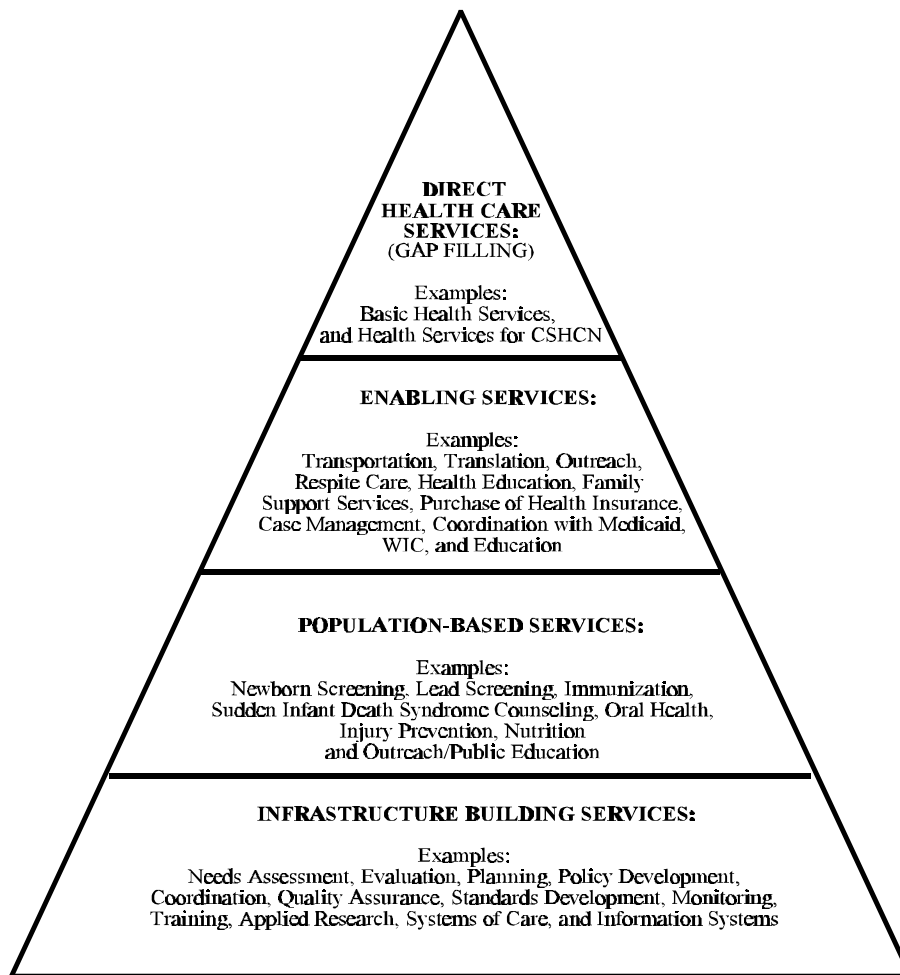 DIRECT
HEALTH CARE
SERVICES:
(GAP FILLING)
Examples:
Basic Health Services,
and Health Services for CSHCN
ENABLING SERVICES:
Examples:
Transportation, Translation, Outreach,
Respite Care, Health Education, Family
Support Services, Purchase of Health Insurance,
Case Management, Coordination with Medicaid,
WIC, and Education
POPULATION-BASED SERVICES:
Examples:
Newborn Screening, Lead Screening, Immunization,
Sudden Infant Death Syndrome Counseling, Oral Health,
Injury Prevention, Nutrition
and Outreach/Public Education
INFRASTRUCTURE BUILDING SERVICES:
Examples:
Needs Assessment, Evaluation, Planning, Policy Development,
Coordination, Quality Assurance, Standards Development, Monitoring,
Training, Applied Research, Systems of Care, and Information Systems